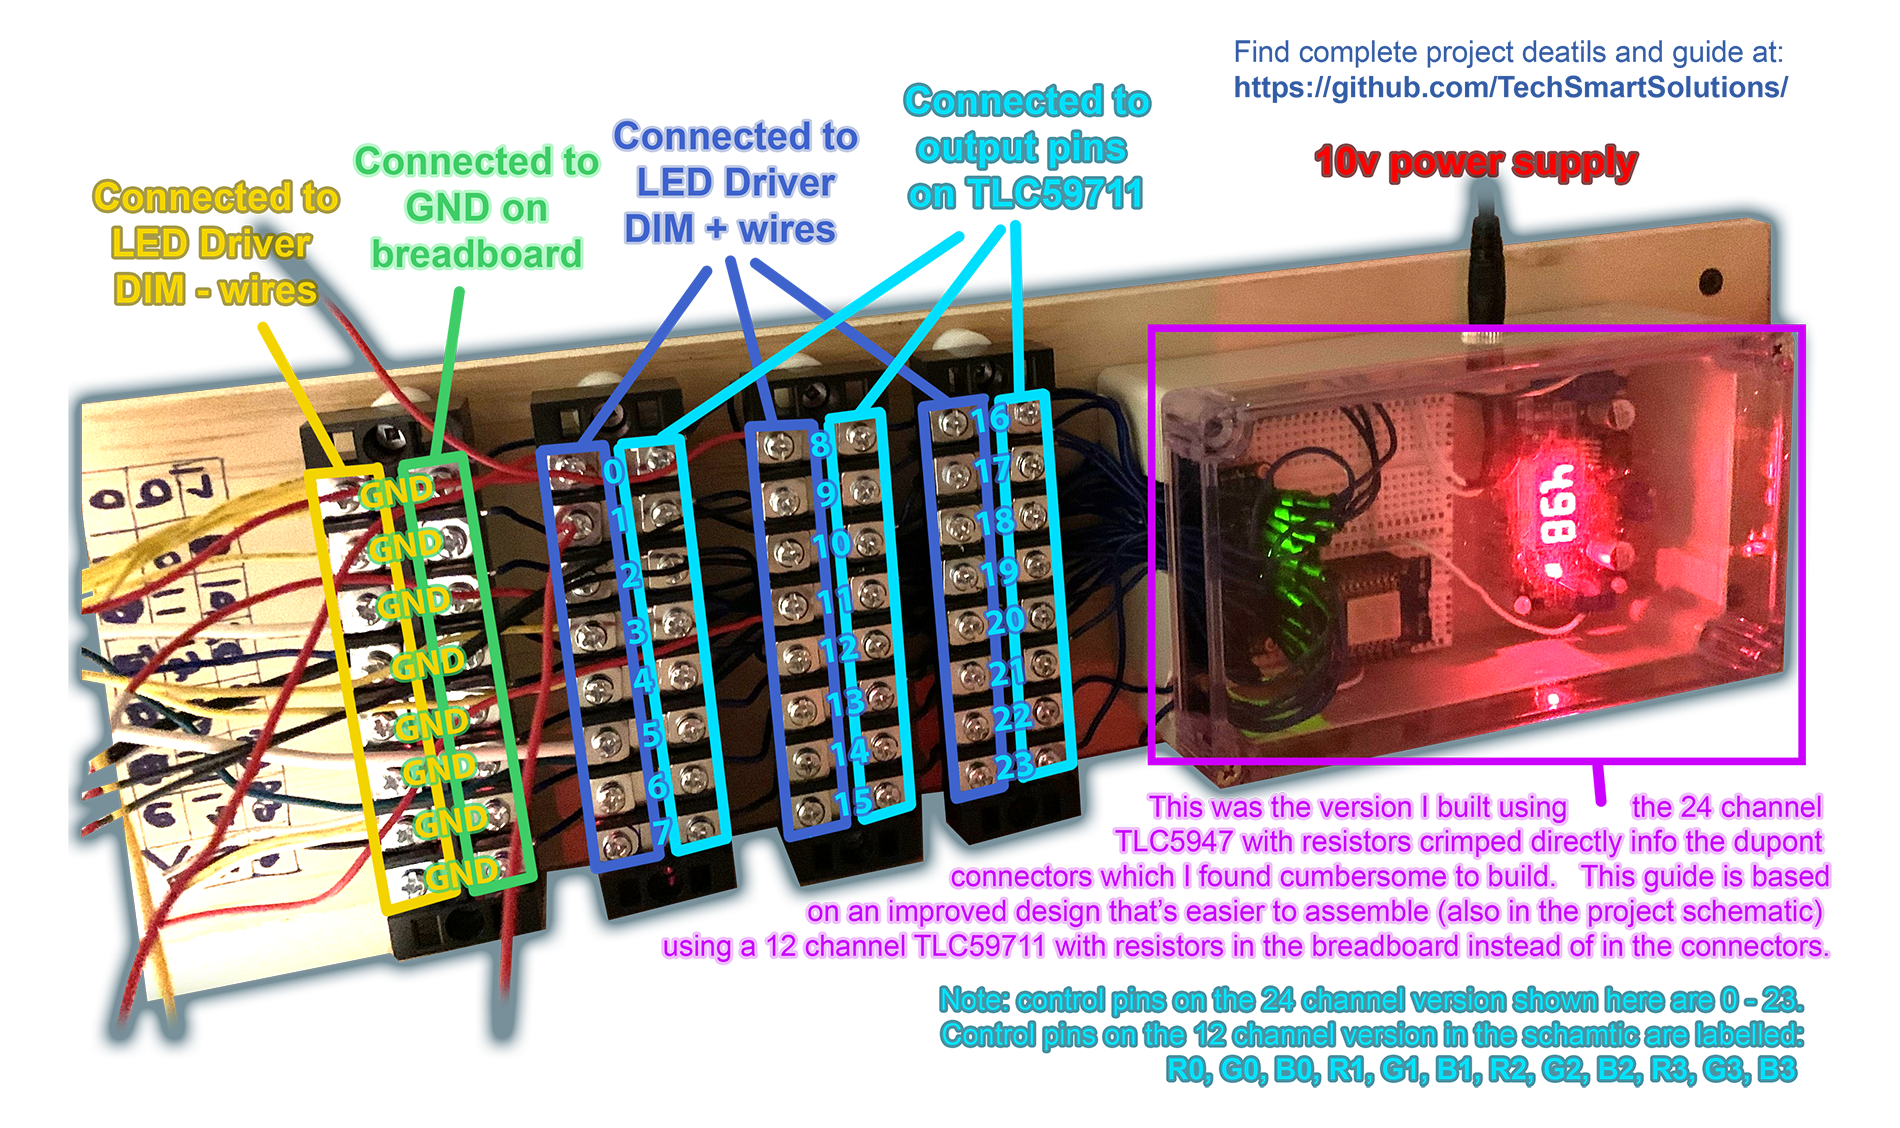 Find complete project deatils and guide at:
https://github.com/TechSmartSolutions/
10v power supply
Connected to
output pins
on TLC59711
Connected to
LED Driver
DIM + wires
Connected to
GND on
breadboard
Connected to
LED Driver
DIM - wires
GND
GND
GND
GND
GND
GND
GND
GND
0
1
2
3
4
5
6
7
8
9
10
11
12
13
14
15
16
17
18
19
20
21
22
23
This was the version I built using the 24 channel
TLC5947 with resistors crimped directly info the dupont
connectors which I found cumbersome to build. This guide is based
on an improved design that's easier to assemble (also in the project schematic)
using a 12 channel TLC59711 with resistors in the breadboard instead of in the connectors.
Note: control pins on the 24 channel version shown here are 0 - 23.
Control pins on the 12 channel version in the schamtic are labelled:
R0, G0, B0, R1, G1, B1, R2, G2, B2, R3, G3, B3